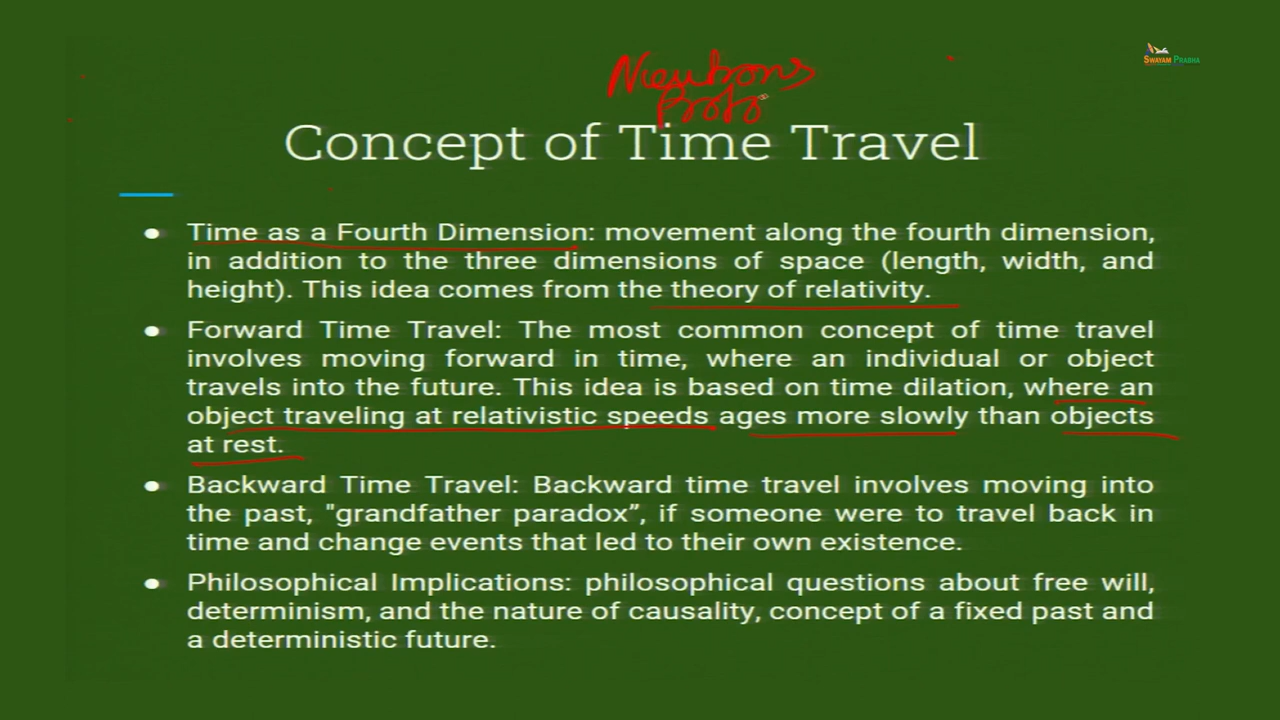 SWAYAM PRABHA
Nieutrons
Proto
Concept of Time Travel
● Time as a Fourth Dimension: movement along the fourth dimension,
in addition to the three dimensions of space (length, width, and
height). This idea comes from the theory of relativity.
● Forward Time Travel: The most common concept of time travel
involves moving forward in time, where an individual or object
travels into the future. This idea is based on time dilation, where an
object traveling at relativistic speeds ages more slowly than objects
at rest.
● Backward Time Travel: Backward time travel involves moving into
the past, "grandfather paradox”, if someone were to travel back in
time and change events that led to their own existence.
● Philosophical Implications: philosophical questions about free will,
determinism, and the nature of causality, concept of a fixed past and
a deterministic future.